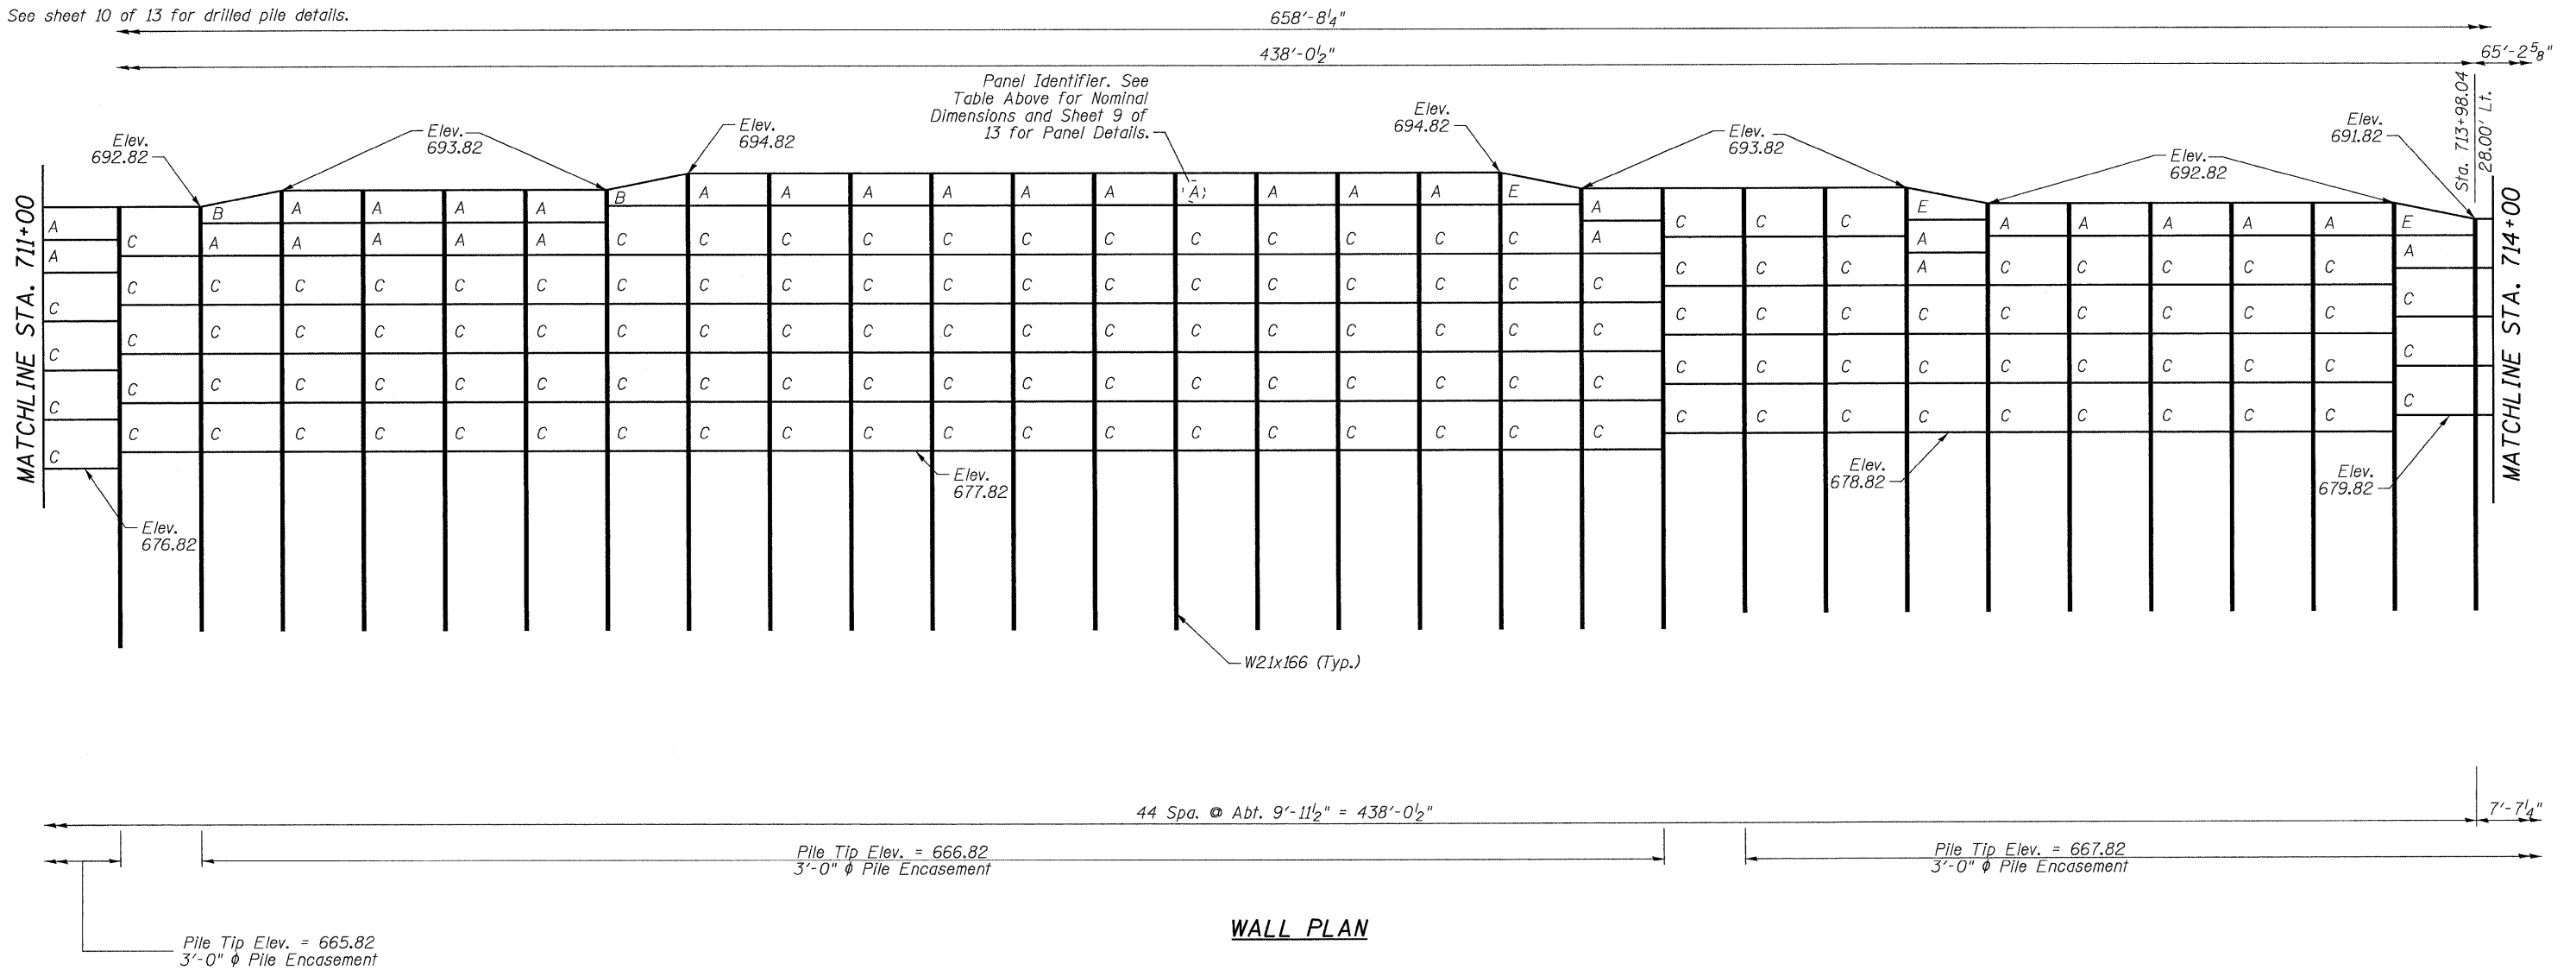 See sheet 10 of 13 for drilled pile details.
658'-8¼"
438'-0½"
65'-2⅝"
Panel Identifier. See
Table Above for Nominal
Dimensions and Sheet 9 of
13 for Panel Details.
Sta. 713+98.04
28.00' Lt.
Elev.
692.82
Elev.
693.82
Elev.
694.82
Elev.
694.82
Elev.
693.82
Elev.
692.82
Elev.
691.82
MATCHLINE STA. 711+00
MATCHLINE STA. 714+00
B A A A A B A A A A A A A A A A E A C C C E A A A A A E
A C A A A A A C C C C C C C C C C C C A A A
A C C C C C C C C C C C C C C C C C C C C C C A C C C C C C
C C C C C C C C C C C C C C C C C C C C C C C C C C C C C
C C C C C C C C C C C C C C C C C C C C C C C C C C C C C
C C C C C C C C C C C C C C C C C C C C C C C C C C C C C
C
Elev.
676.82
Elev.
677.82
Elev.
678.82
Elev.
679.82
W21x166 (Typ.)
44 Spa. @ Abt. 9'-11½" = 438'-0½"
7'-7¼"
Pile Tip Elev. = 666.82
3'-0" ϕ Pile Encasement
Pile Tip Elev. = 667.82
3'-0" ϕ Pile Encasement
Pile Tip Elev. = 665.82
3'-0" ϕ Pile Encasement
WALL PLAN